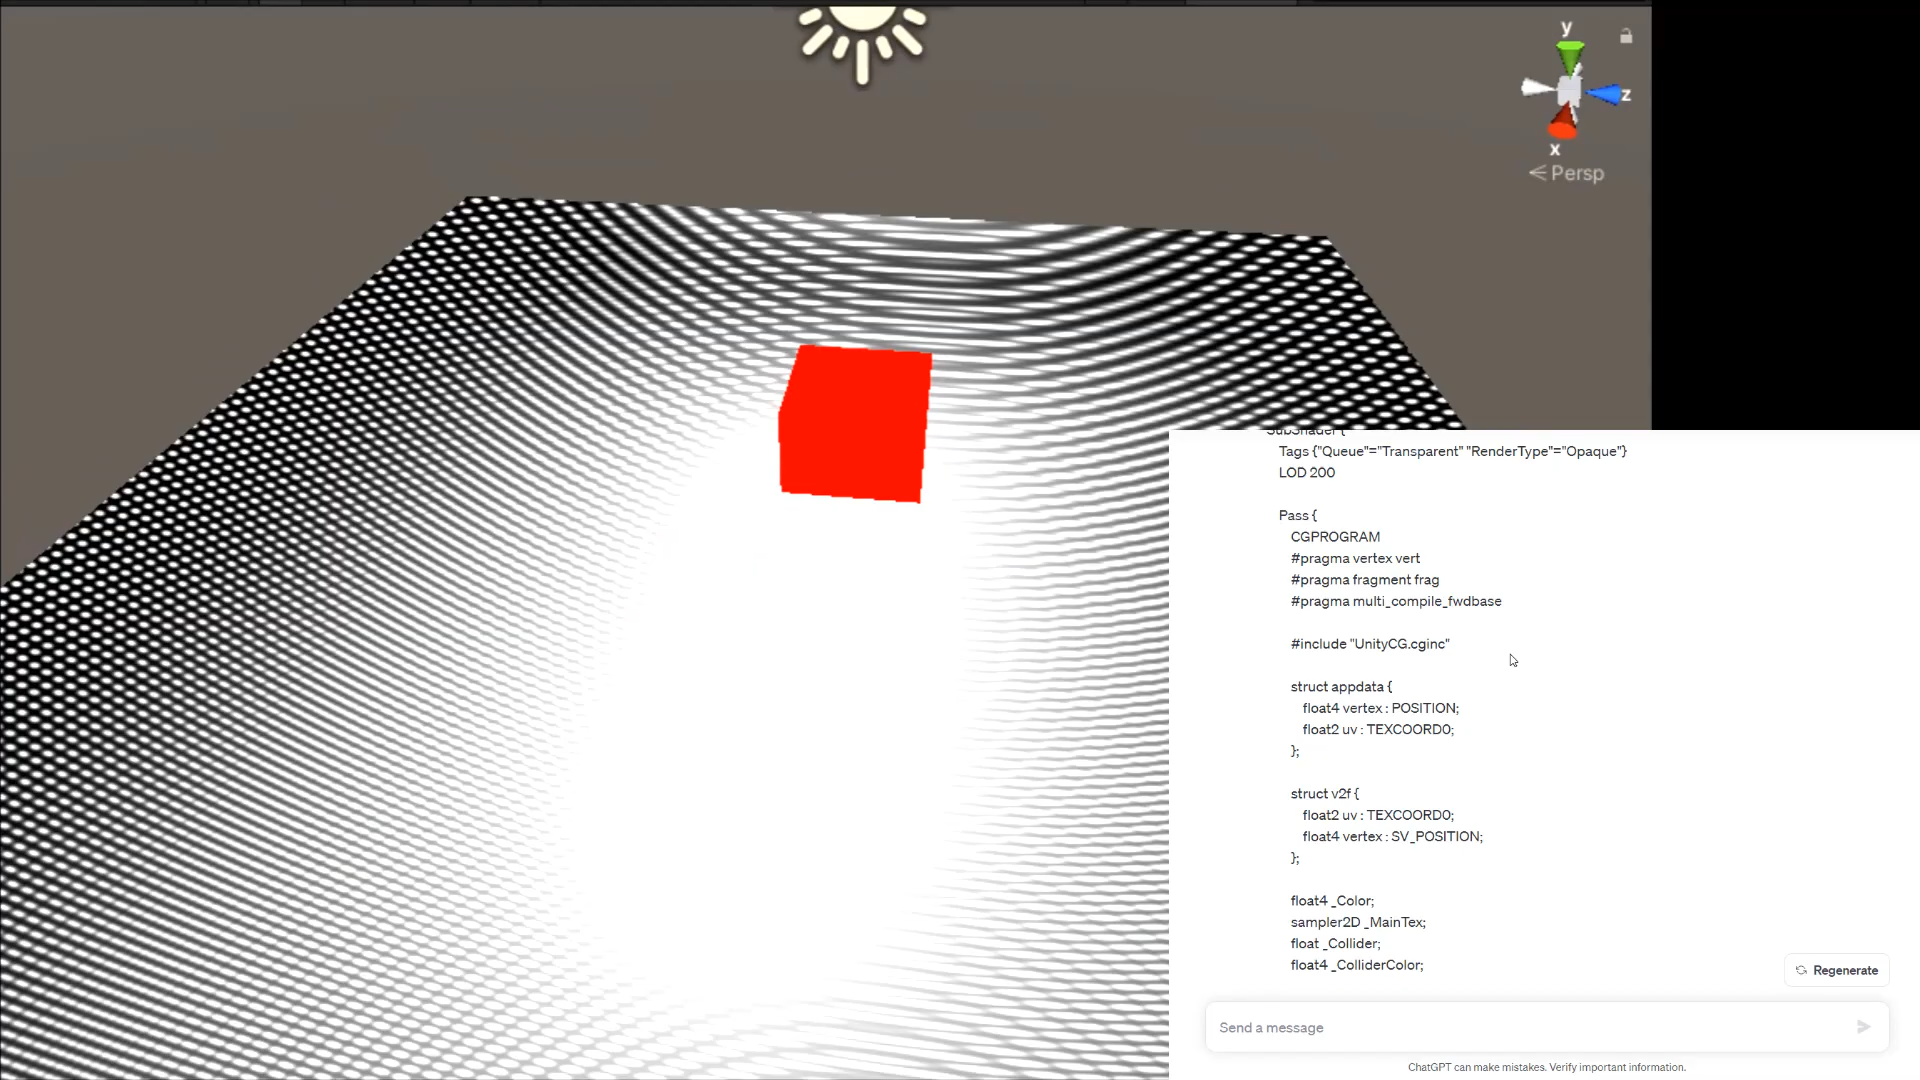 y
z
x
Persp
SubShader {
Tags {"Queue"="Transparent" "RenderType"="Opaque"}
LOD 200
Pass {
CGPROGRAM
#pragma vertex vert
#pragma fragment frag
#pragma multi_compile_fwdbase
#include "UnityCG.cginc"
struct appdata {
float4 vertex : POSITION;
float2 uv : TEXCOORD0;
};
struct v2f {
float2 uv : TEXCOORD0;
float4 vertex : SV_POSITION;
};
float4 _Color;
sampler2D _MainTex;
float _Collider;
float4 _ColliderColor;
Regenerate
Send a message
ChatGPT can make mistakes. Verify important information.